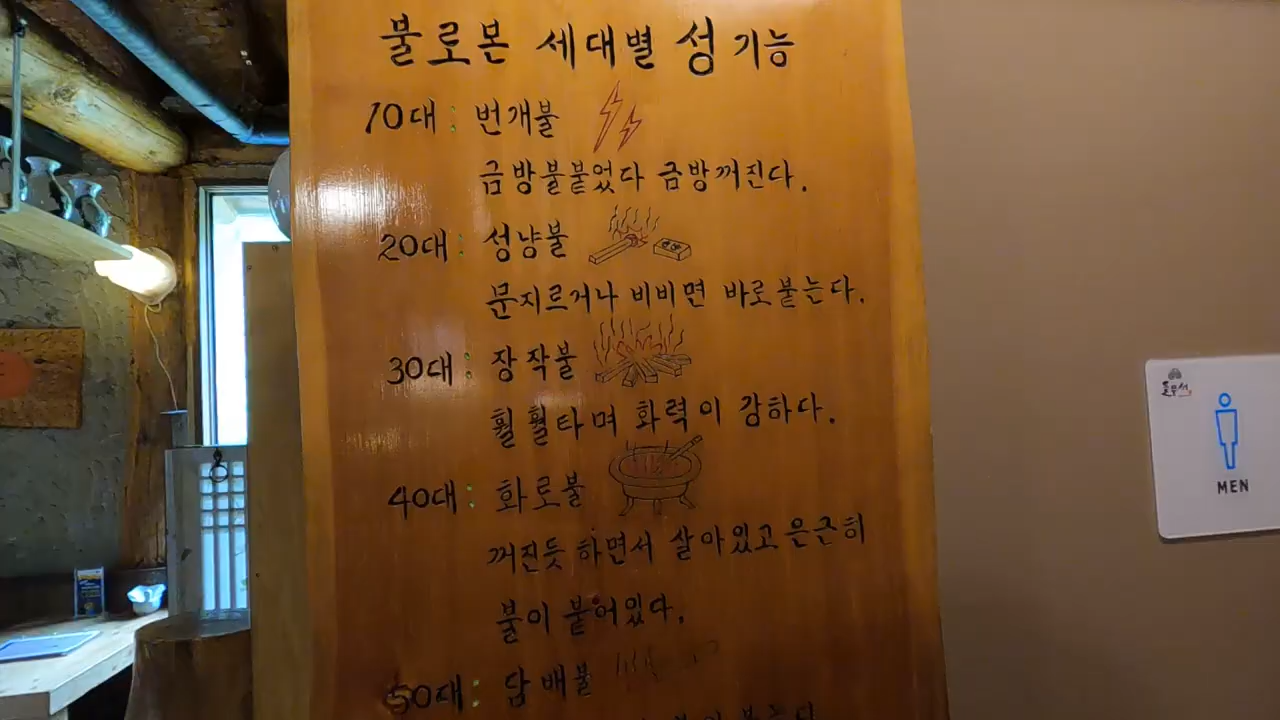 불로본 세대별 성 기능
10대 : 번개불
금방불붙었다 금방꺼진다.
20대 : 성냥불
문지르거나 비비면 바로붙는다.
30대 : 장작불
훨훨타며 화력이 강하다.
40대 : 화로불
꺼진듯 하면서 살아있고 은근히
불이 붙어있다.
50대 : 담배불
MEN